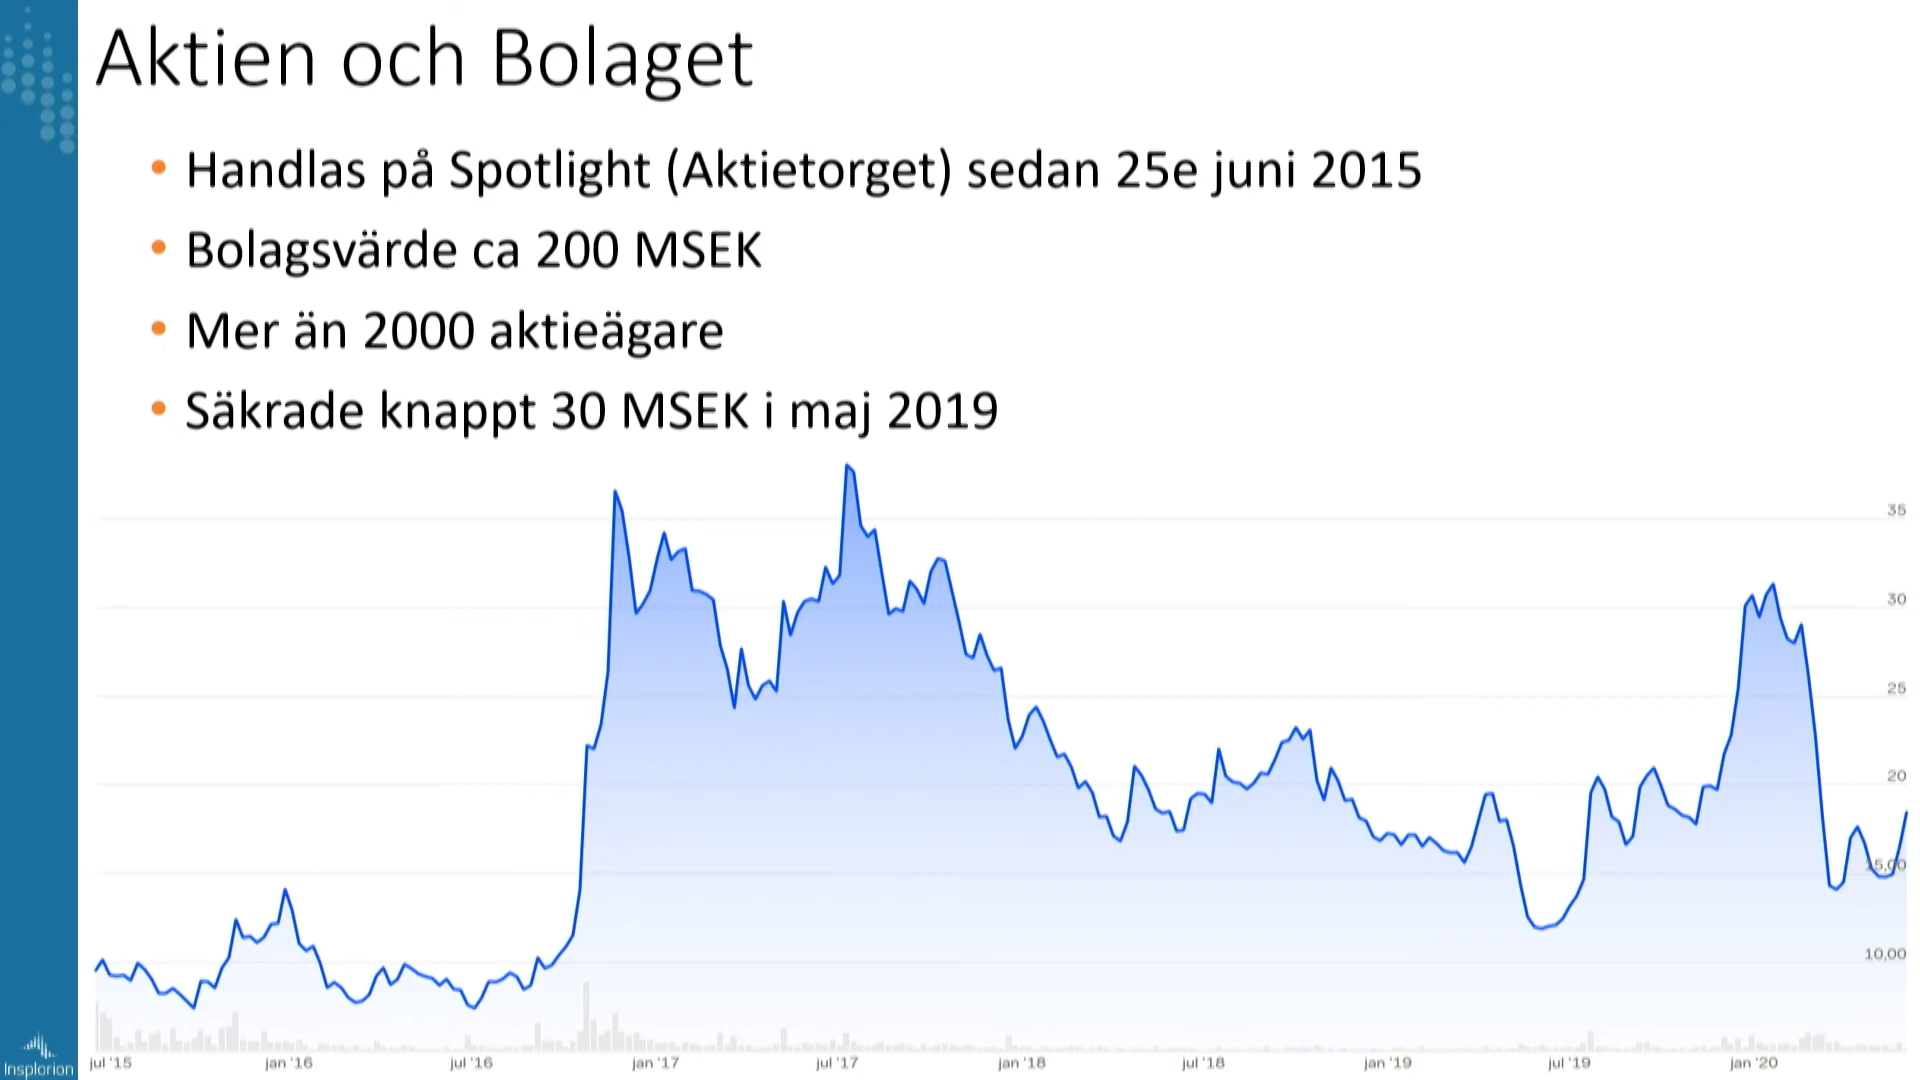 Aktien och Bolaget
• Handlas på Spotlight (Aktietorget) sedan 25e juni 2015
• Bolagsvärde ca 200 MSEK
• Mer än 2000 aktieägare
• Säkrade knappt 30 MSEK i maj 2019
35
30
25
20
15,00
10,00
jul '15 jan '16 jul '16 jan '17 jul '17 jan '18 jul '18 jan '19 jul '19 jan '20
Insplorion